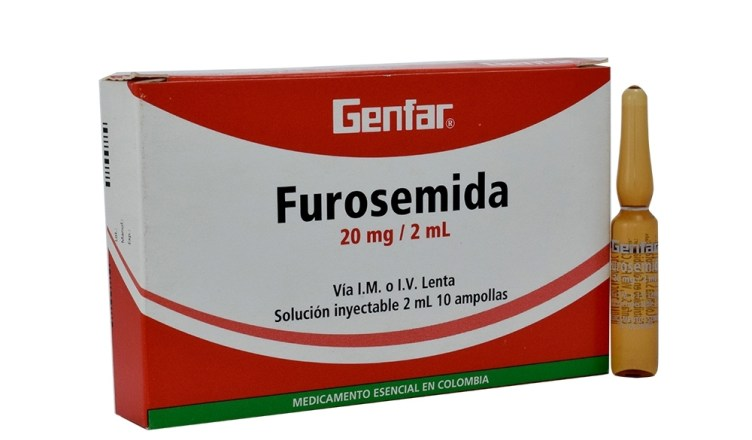 Genfar®
Furosemida
20 mg / 2 mL
Vía I.M. o I.V. Lenta
Solución inyectable 2 mL 10 ampollas
MEDICAMENTO ESENCIAL EN COLOMBIA
Genfar
Furosemida